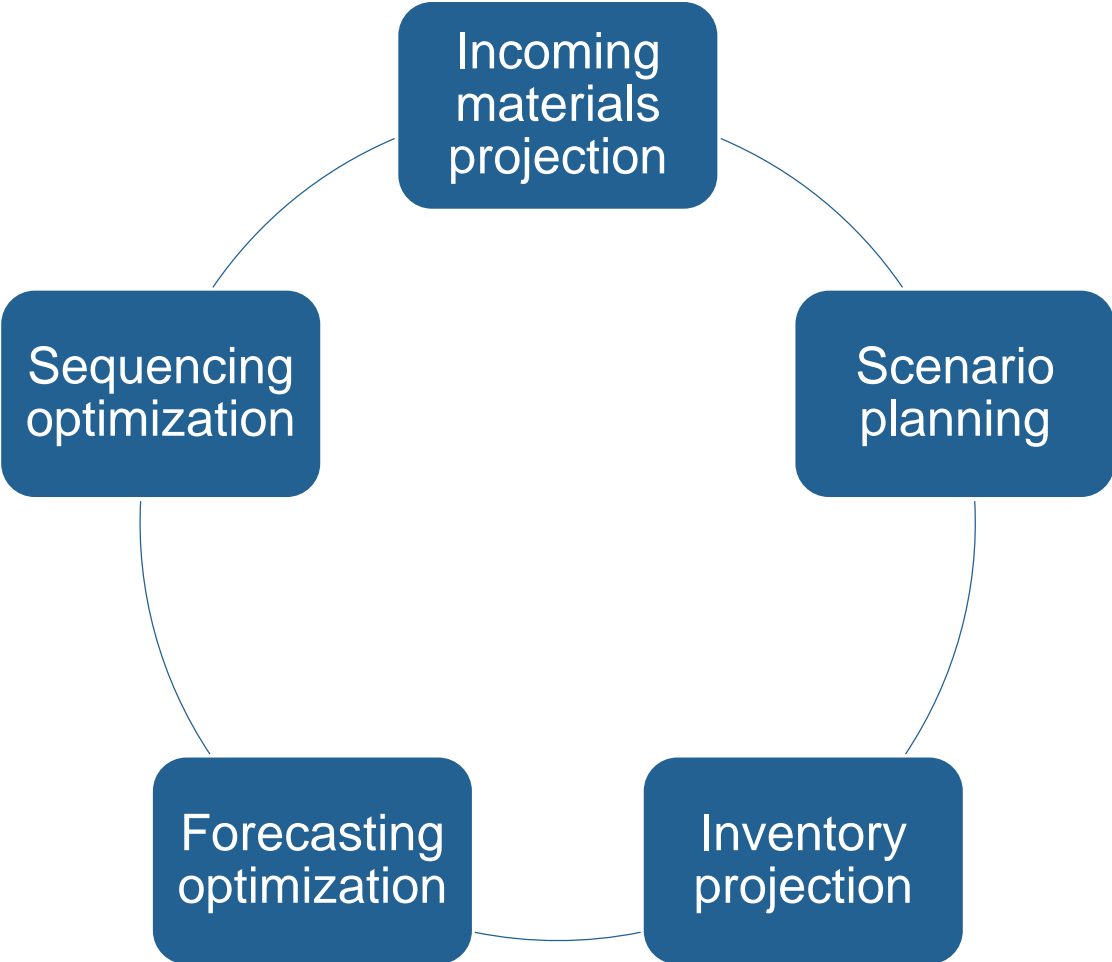 Incoming
materials
projection
Scenario
planning
Inventory
projection
Forecasting
optimization
Sequencing
optimization